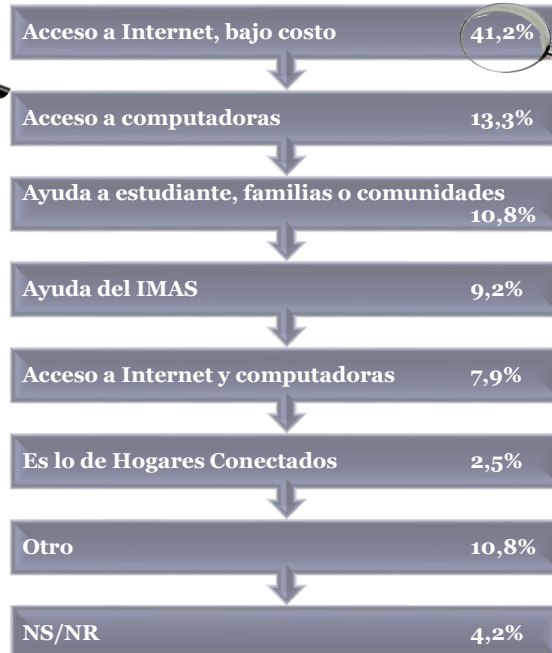 Acceso a Internet, bajo costo 41,2%
Acceso a computadoras 13,3%
Ayuda a estudiante, familias o comunidades
10,8%
Ayuda del IMAS 9,2%
Acceso a Internet y computadoras 7,9%
Es lo de Hogares Conectados 2,5%
Otro 10,8%
NS/NR 4,2%